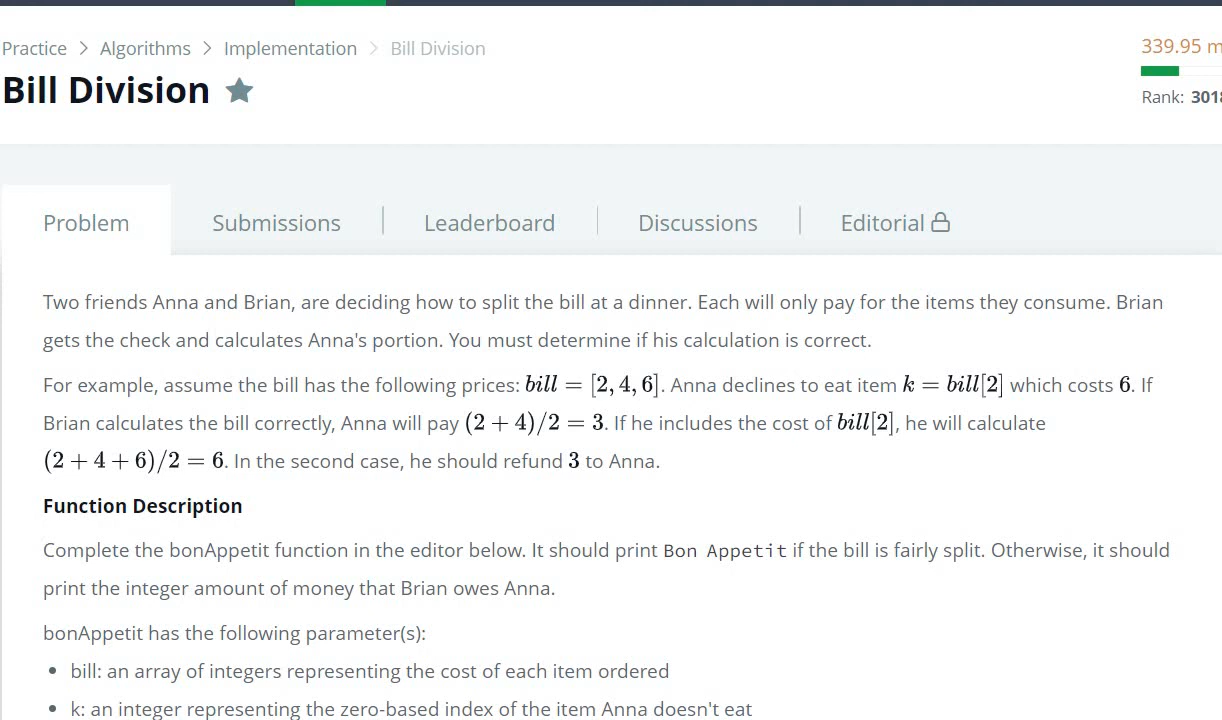 Practice > Algorithms > Implementation > Bill Division
339.95 m
Bill Division
Rank: 3018
Problem
Submissions
Leaderboard
Discussions
Editorial
Two friends Anna and Brian, are deciding how to split the bill at a dinner. Each will only pay for the items they consume. Brian
gets the check and calculates Anna's portion. You must determine if his calculation is correct.
For example, assume the bill has the following prices: bill = [2, 4, 6]. Anna declines to eat item k = bill[2] which costs 6. If
Brian calculates the bill correctly, Anna will pay (2 + 4)/2 = 3. If he includes the cost of bill[2], he will calculate
(2 + 4 + 6)/2 = 6. In the second case, he should refund 3 to Anna.
Function Description
Complete the bonAppetit function in the editor below. It should print Bon Appetit if the bill is fairly split. Otherwise, it should
print the integer amount of money that Brian owes Anna.
bonAppetit has the following parameter(s):
• bill: an array of integers representing the cost of each item ordered
• k: an integer representing the zero-based index of the item Anna doesn't eat